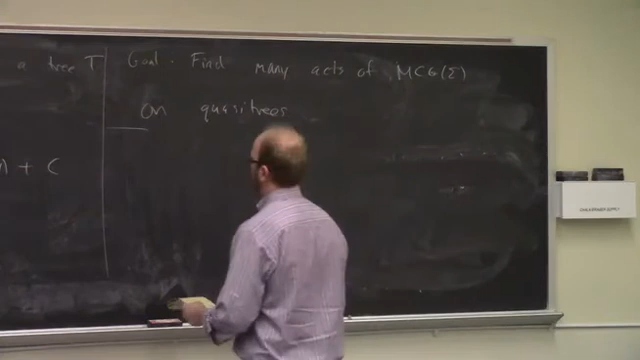 a tree T
n + C
Goal. Find many acts of MCG(Σ)
on quasitrees